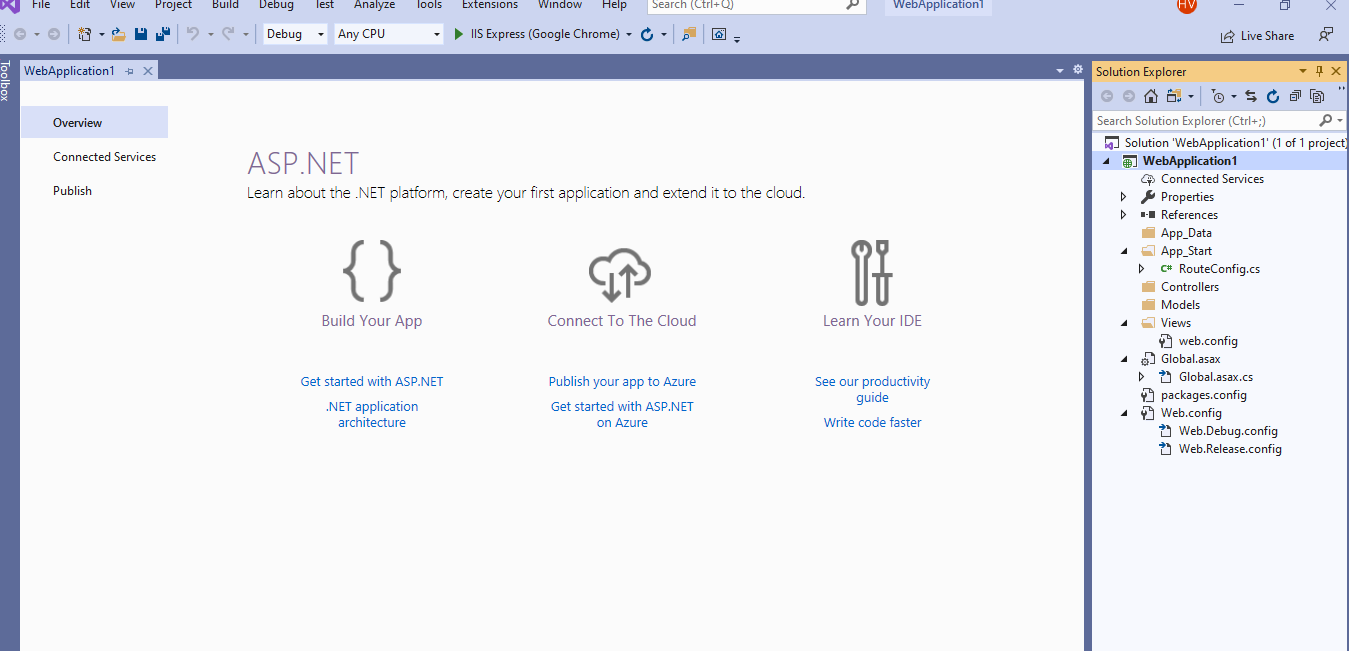 File Edit View Project Build Debug Test Analyze Tools Extensions Window Help Search (Ctrl+Q) WebApplication1 HV
Debug Any CPU IIS Express (Google Chrome) Live Share
Toolbox
WebApplication1
Overview
Connected Services
Publish
ASP.NET
Learn about the .NET platform, create your first application and extend it to the cloud.
Build Your App
Get started with ASP.NET
.NET application
architecture
Connect To The Cloud
Publish your app to Azure
Get started with ASP.NET
on Azure
Learn Your IDE
See our productivity
guide
Write code faster
Solution Explorer
Search Solution Explorer (Ctrl+;)
Solution 'WebApplication1' (1 of 1 project)
WebApplication1
Connected Services
Properties
References
App_Data
App_Start
C# RouteConfig.cs
Controllers
Models
Views
web.config
Global.asax
Global.asax.cs
packages.config
Web.config
Web.Debug.config
Web.Release.config